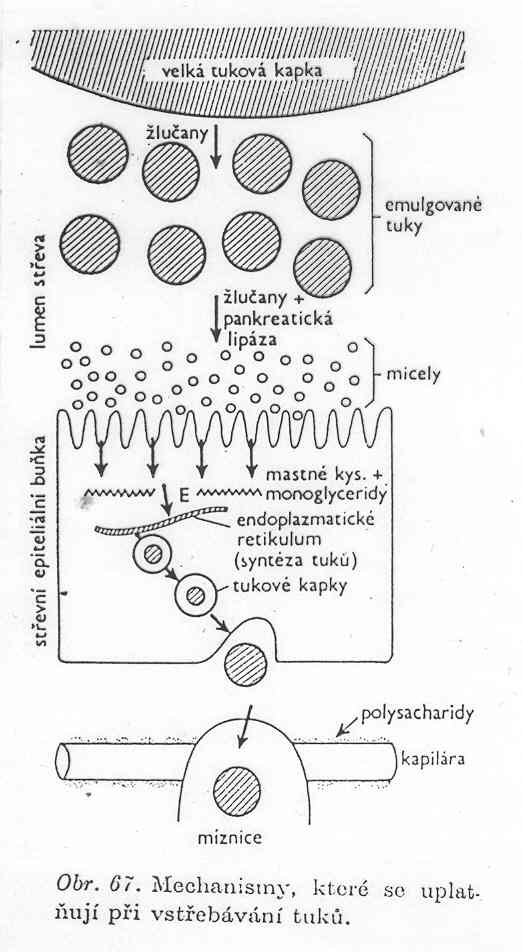 velká tuková kapka
žlučany
emulgované
tuky
lumen střeva
žlučany +
pankreatická
lipáza
micely
střevní epiteliální buňka
mastné kys. +
E monoglyceridy
endoplazmatické
retikulum
(syntéza tuků)
tukové kapky
polysacharidy
kapilára
míznice
Obr. 67. Mechanismy, které se uplat-
ňují při vstřebávání tuků.